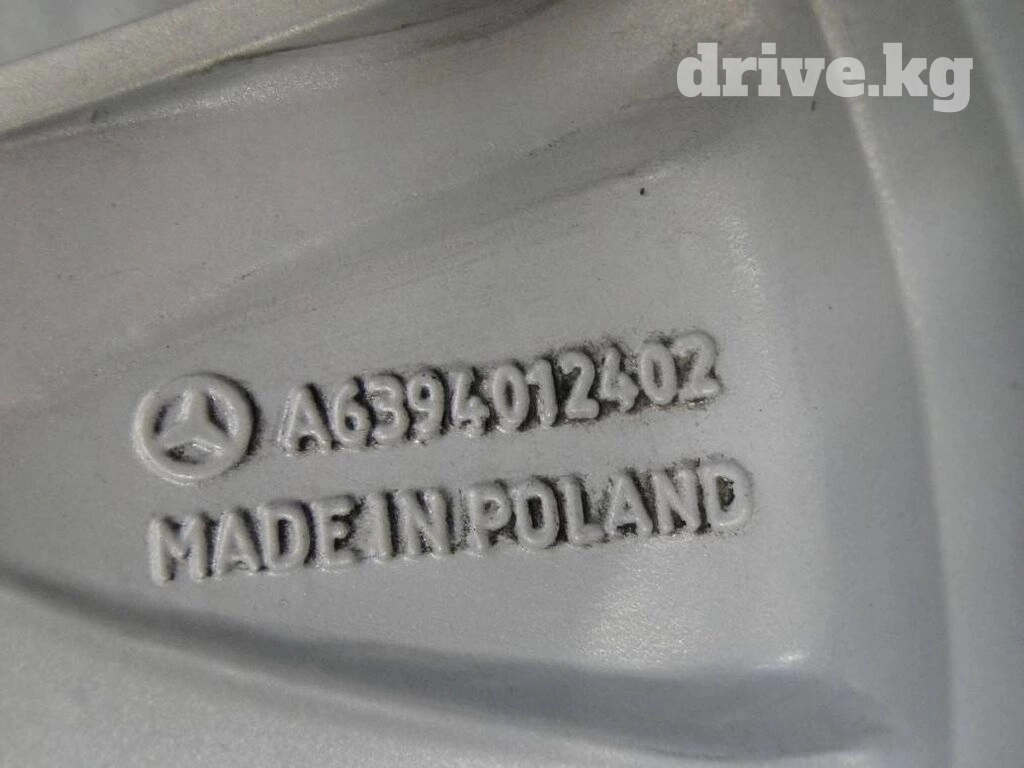 drive.kg
A6394012402
MADE IN POLAND